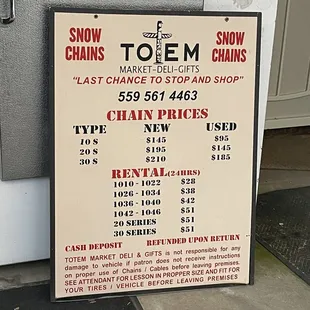 SNOW CHAINS
TOTEM
SNOW CHAINS
MARKET-DELI-GIFTS
"LAST CHANCE TO STOP AND SHOP"
559 561 4463
CHAIN PRICES
TYPE NEW USED
10 S $145 $95
20 S $195 $145
30 S $210 $185
RENTAL (24HRS)
1010 - 1022 $28
1026 - 1034 $38
1036 - 1040 $42
1042 - 1046 $51
20 SERIES $51
30 SERIES $51
CASH DEPOSIT REFUNDED UPON RETURN
TOTEM MARKET DELI & GIFTS is not responsible for any
damage to vehicle if patron does not receive instructions
on proper use of Chains / Cables before leaving premises.
SEE ATTENDANT FOR LESSON IN PROPPER SIZE AND FIT FOR
YOUR TIRES / VEHICLE BEFORE LEAVING PREMISES